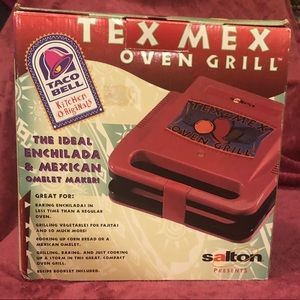 TEX MEX
OVEN GRILL™
TACO
BELL
KITCHEN
ORIGINALS
THE IDEAL
ENCHILADA
& MEXICAN
OMELET MAKER!
GREAT FOR:
BAKING ENCHILADAS IN
LESS TIME THAN A REGULAR
OVEN.
GRILLING VEGETABLES FOR FAJITAS
AND SO MUCH MORE!
COOKING UP CORN BREAD OR A
MEXICAN OMELET.
GRILLING, BAKING, AND JUST COOKING
UP A STORM IN THIS GREAT, COMPACT
OVEN GRILL.
RECIPE BOOKLET INCLUDED.
TEX MEX
OVEN GRILL
salton
PRESENTS